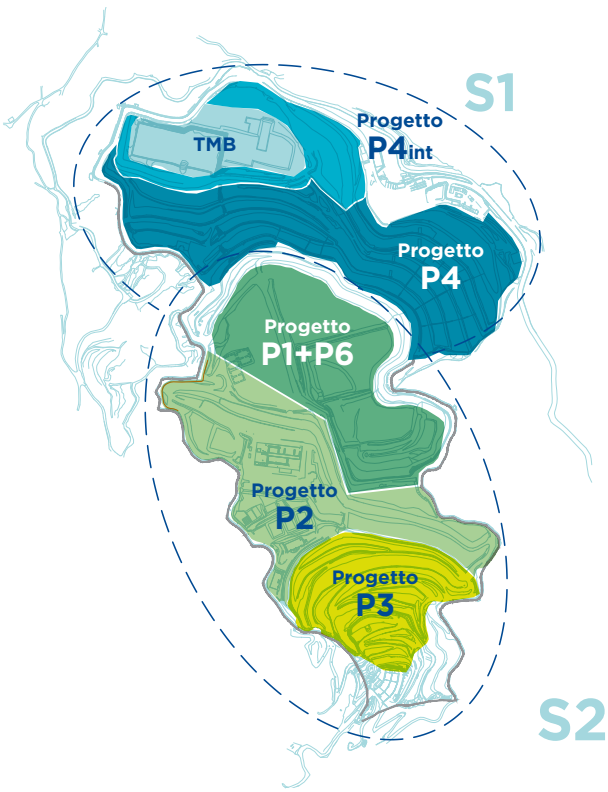 S1
Progetto
P4int
TMB
Progetto
P4
Progetto
P1+P6
Progetto
P2
Progetto
P3
S2